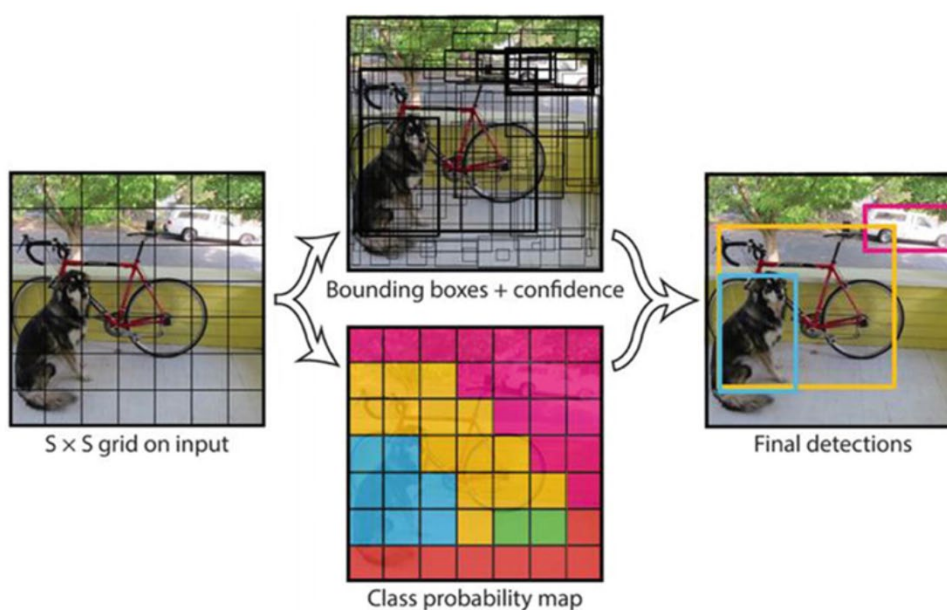 Bounding boxes + confidence
S × S grid on input
Final detections
Class probability map